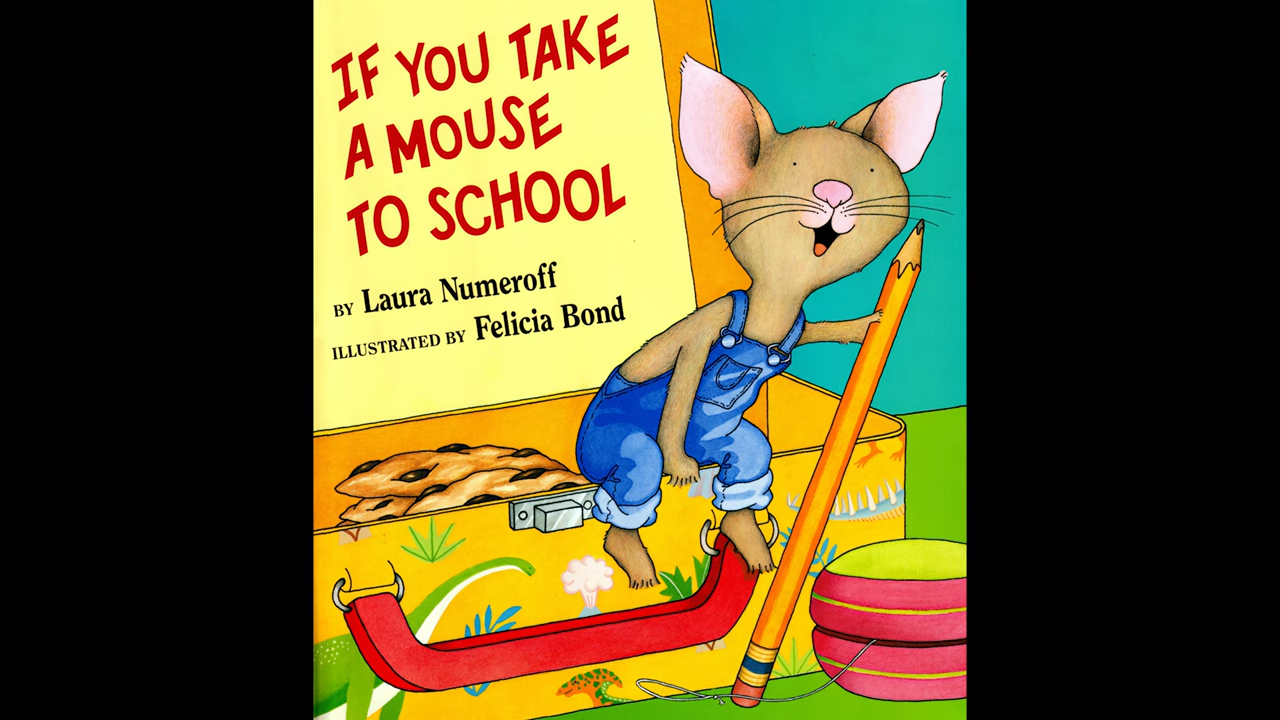 IF YOU TAKE
A MOUSE
TO SCHOOL
BY Laura Numeroff
ILLUSTRATED BY Felicia Bond